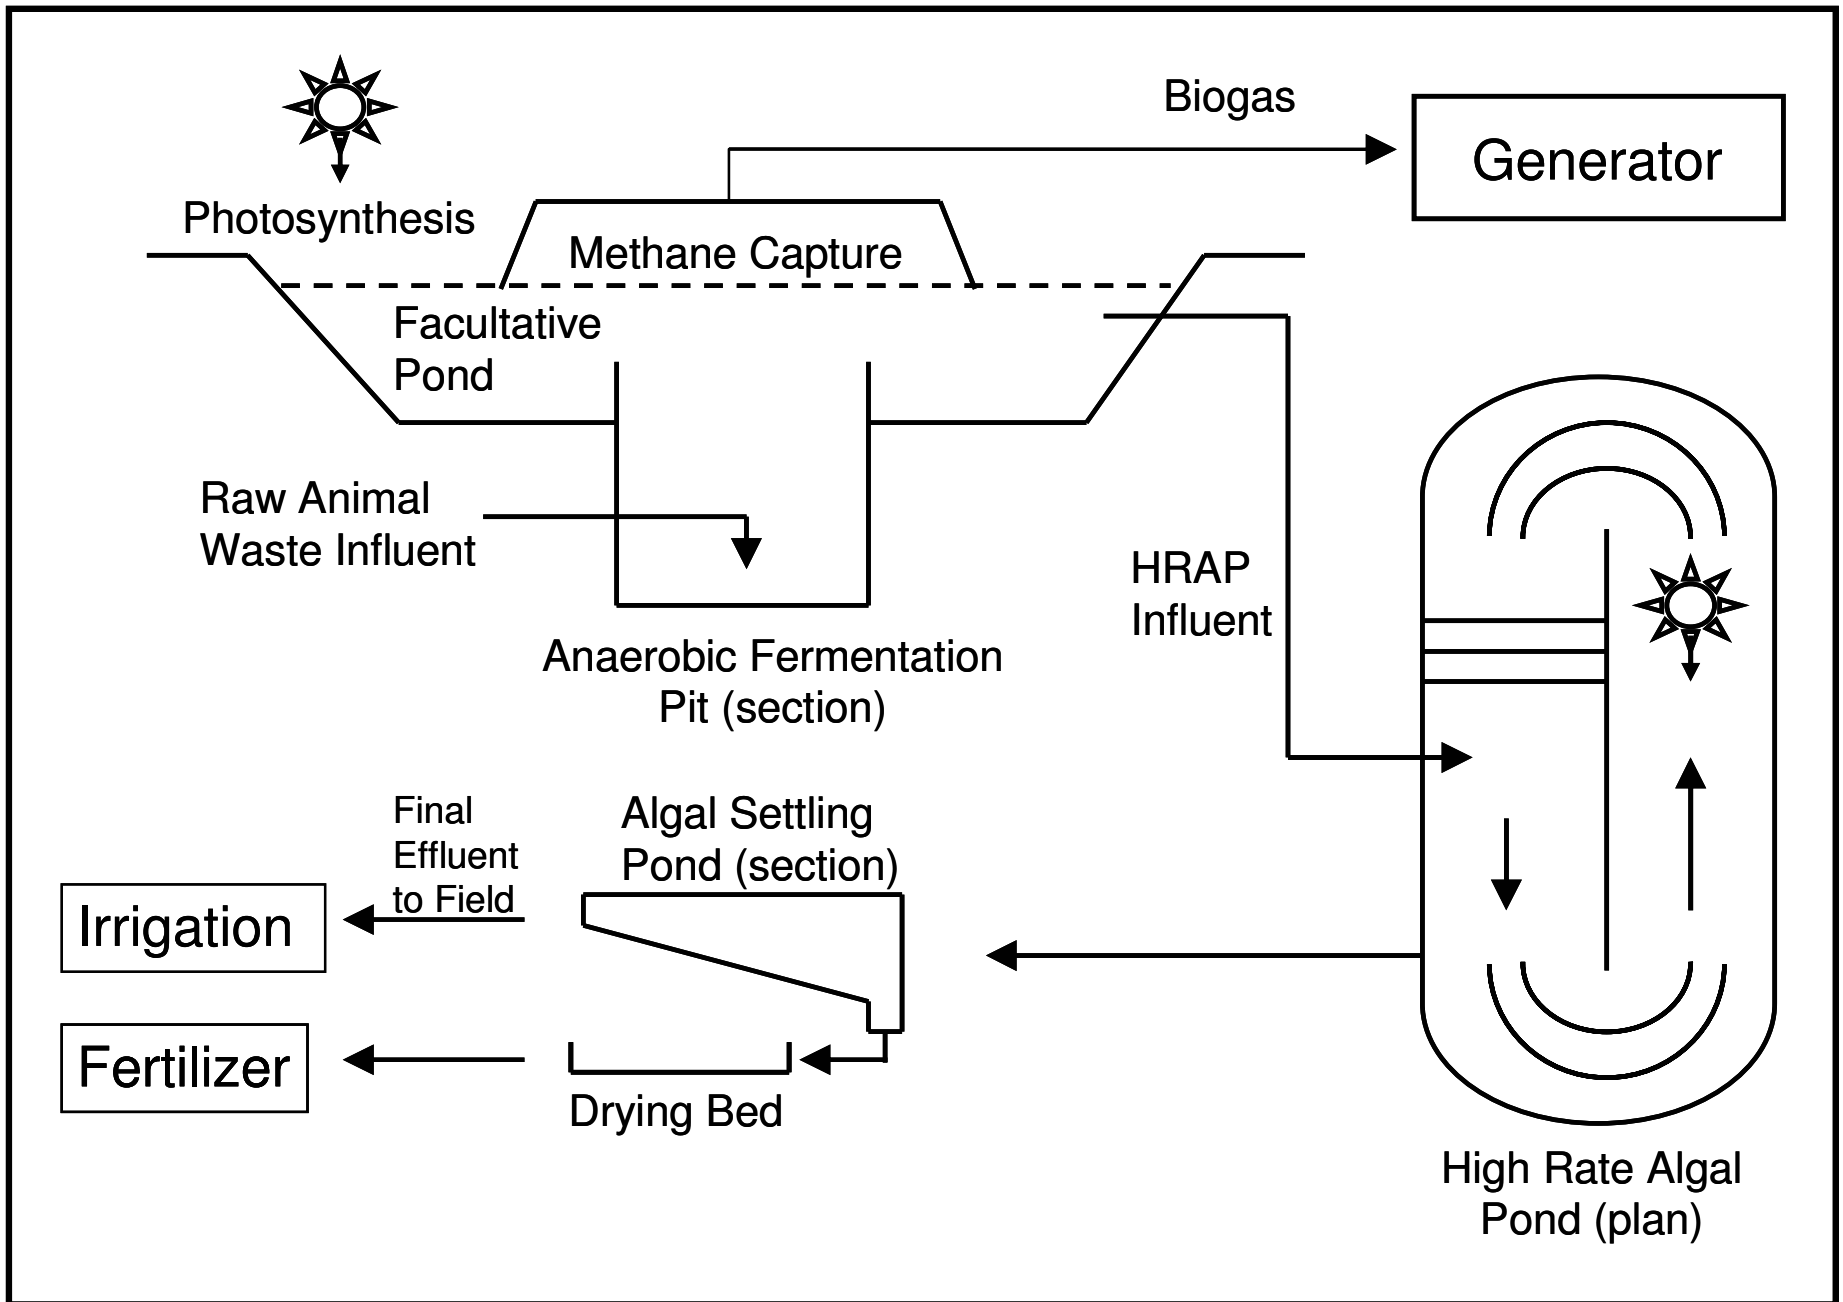 Biogas
Generator
Photosynthesis
Methane Capture
Facultative
Pond
Raw Animal
Waste Influent
HRAP
Influent
Anaerobic Fermentation
Pit (section)
Final
Effluent
to Field
Algal Settling
Pond (section)
Irrigation
Fertilizer
Drying Bed
High Rate Algal
Pond (plan)